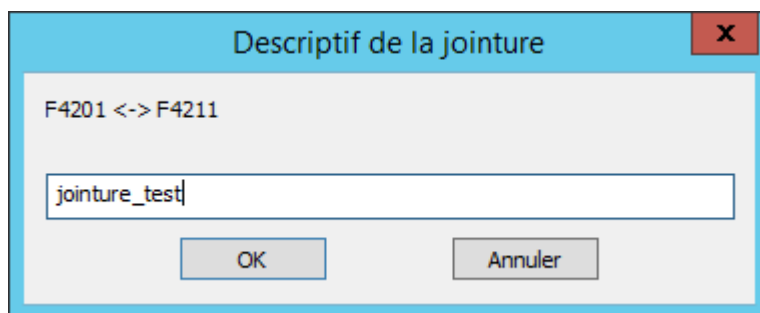 Descriptif de la jointure
x
F4201 <-> F4211
jointure_test
OK
Annuler